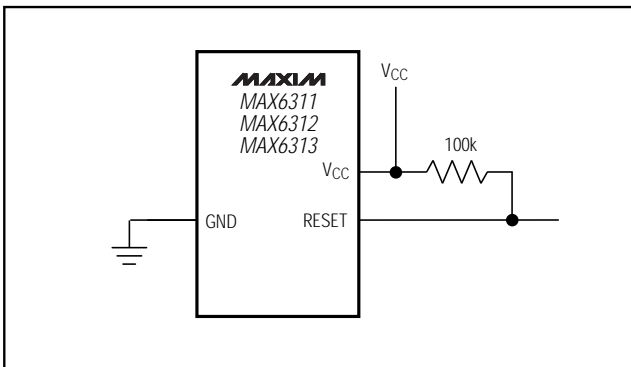 MAXIM
MAX6311
MAX6312
MAX6313
VCC
100k
VCC
GND
RESET